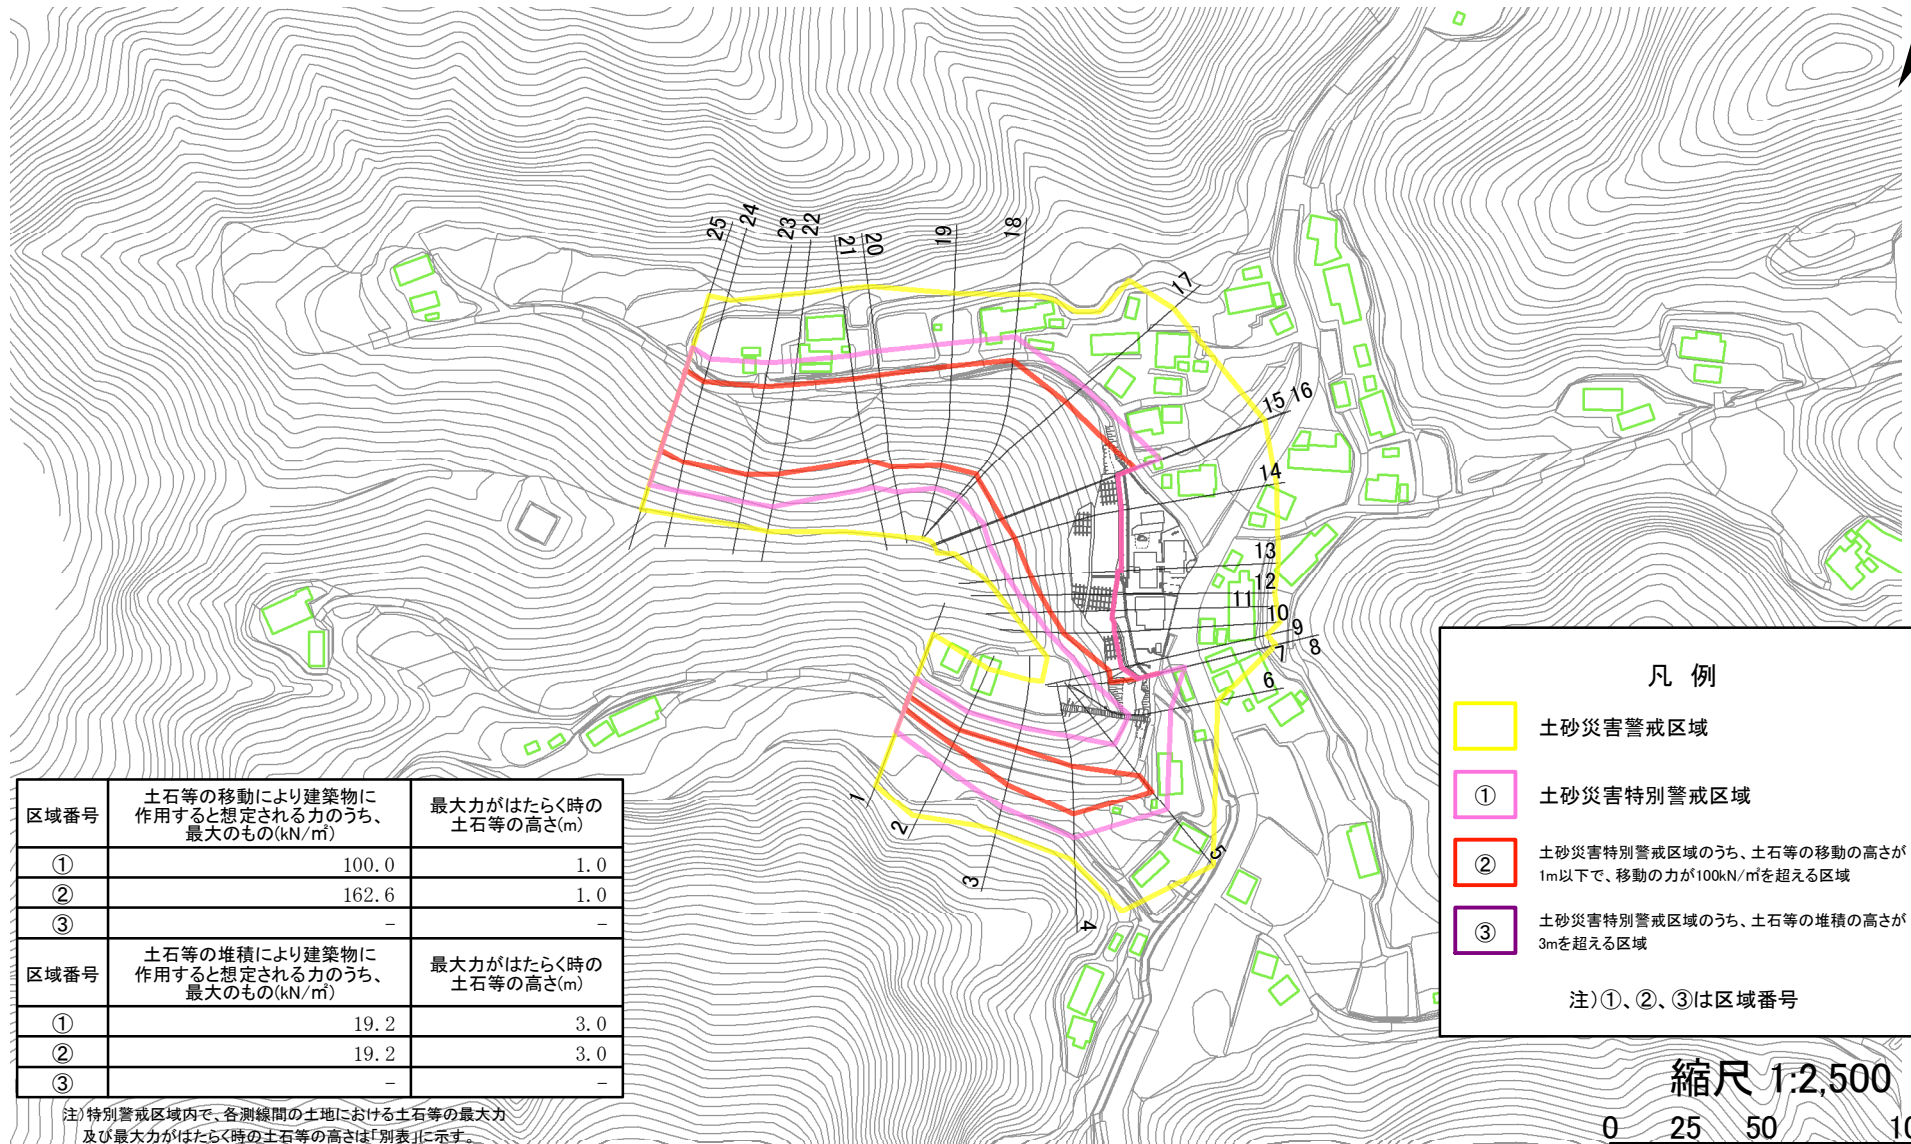 25
24
23
22
21
20
19
18
17
15 16
14
13
12
11
10
9
8
7
6
5
4
3
2
1
区域番号
土石等の移動により建築物に
作用すると想定される力のうち、
最大のもの(kN/㎡)
最大力がはたらく時の
土石等の高さ(m)
① 100.0 1.0
② 162.6 1.0
③ − −
区域番号
土石等の堆積により建築物に
作用すると想定される力のうち、
最大のもの(kN/㎡)
最大力がはたらく時の
土石等の高さ(m)
① 19.2 3.0
② 19.2 3.0
③ − −
注)特別警戒区域内で、各測線間の土地における土石等の最大力
及び最大力がはたらく時の土石等の高さは「別表」に示す。
凡 例
土砂災害警戒区域
① 土砂災害特別警戒区域
② 土砂災害特別警戒区域のうち、土石等の移動の高さが
1m以下で、移動の力が100kN/㎡を超える区域
③ 土砂災害特別警戒区域のうち、土石等の堆積の高さが
3mを超える区域
注)①、②、③は区域番号
縮尺 1:2,500
0 25 50 10